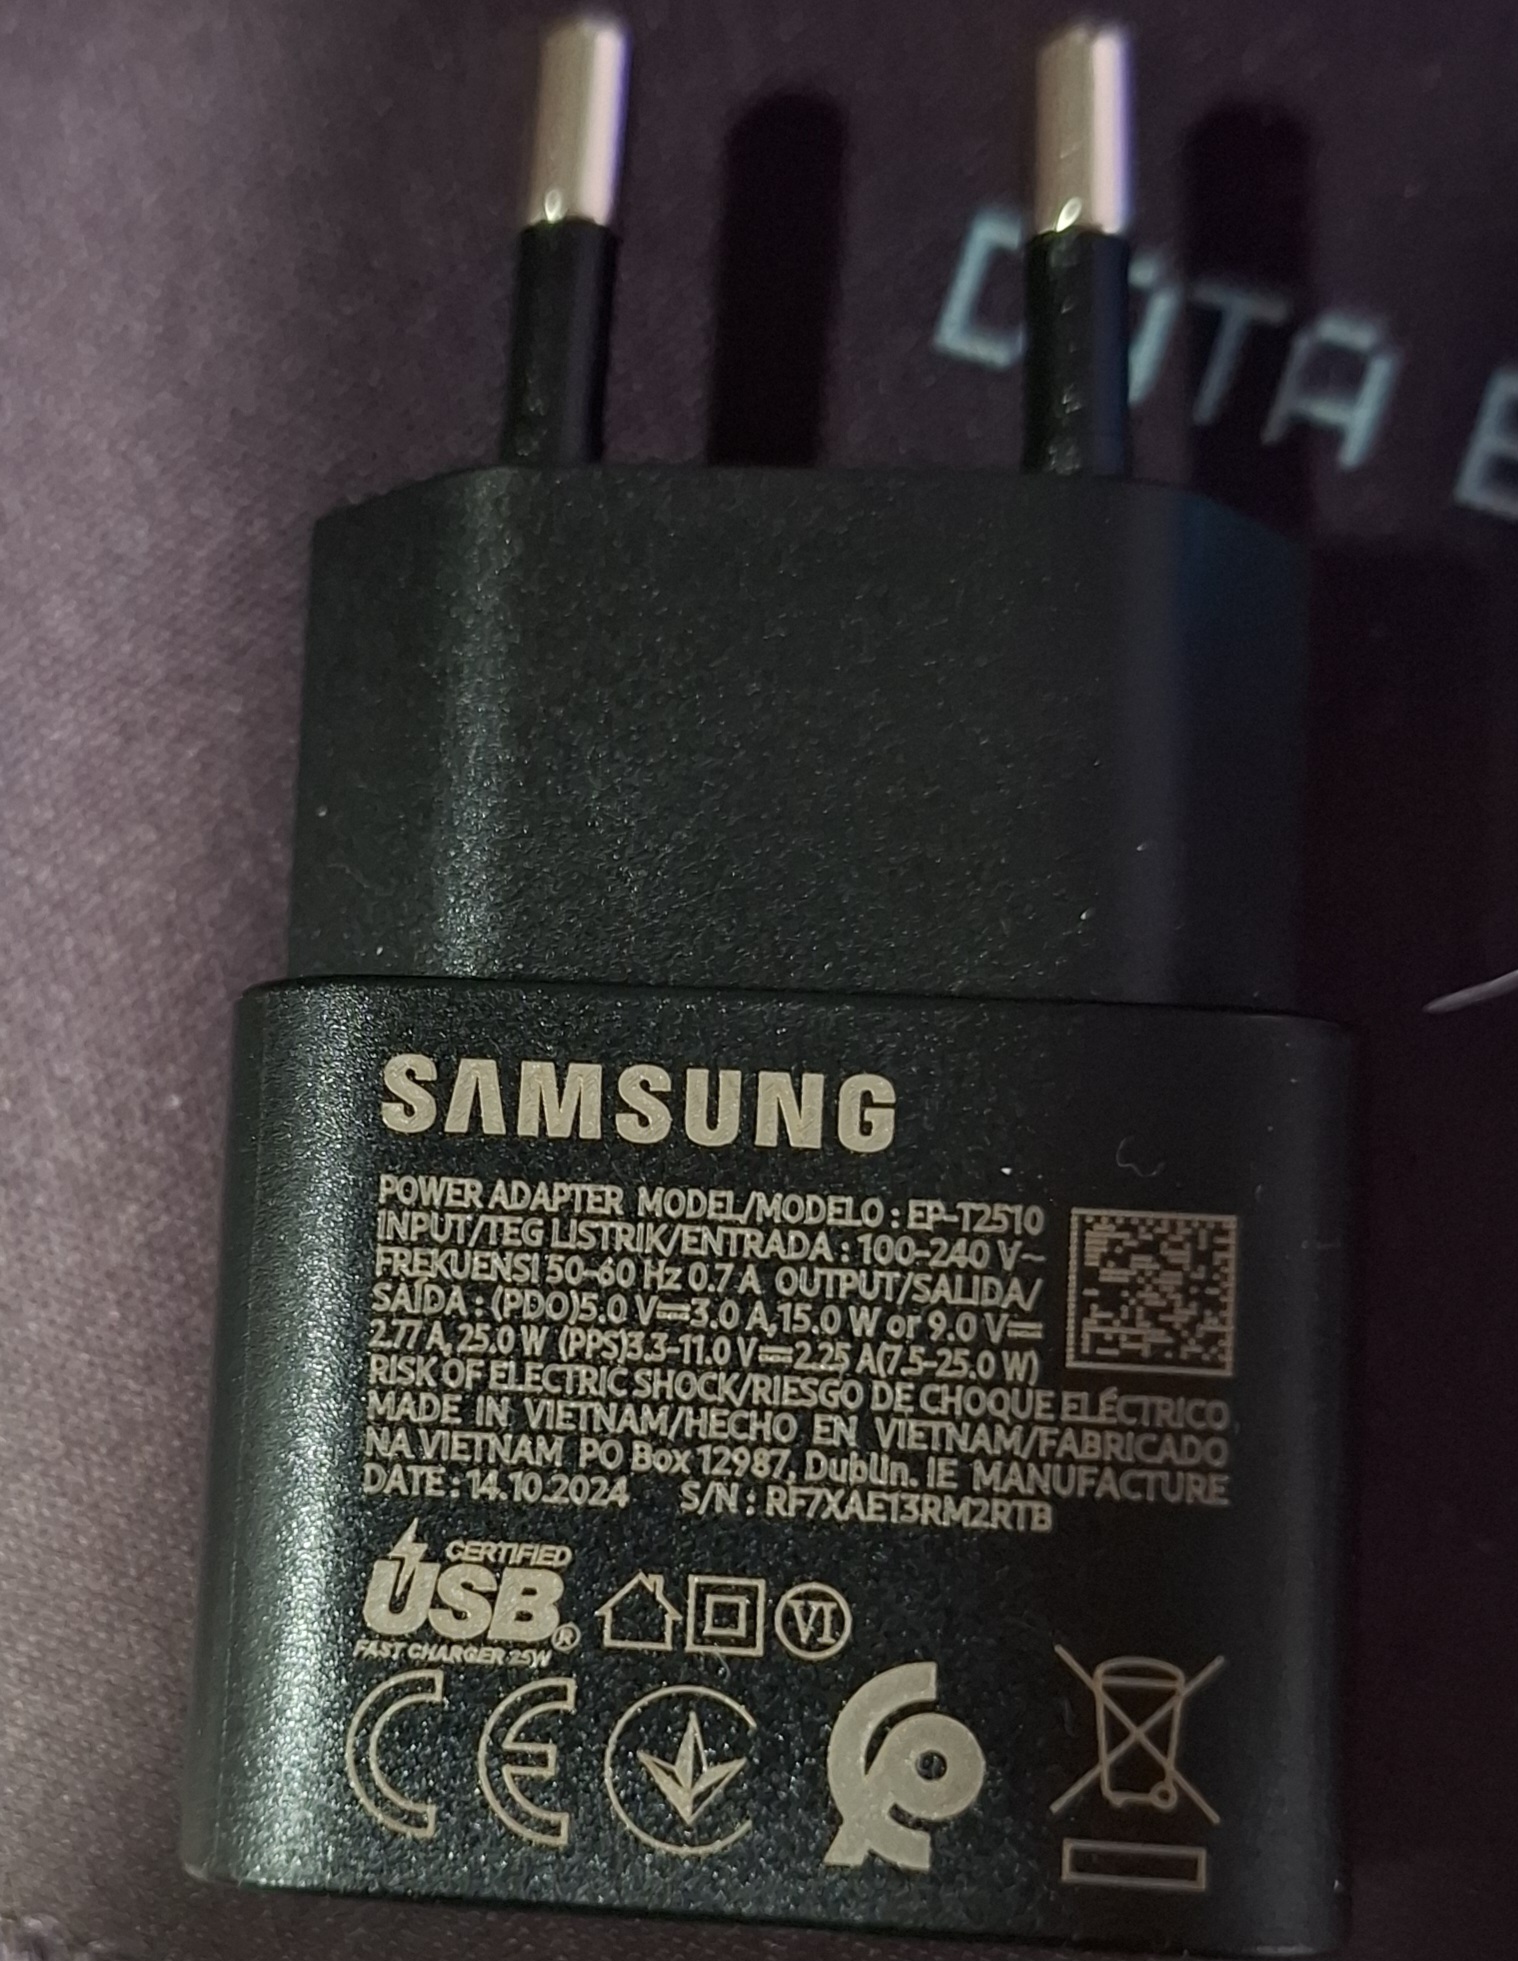 DOTA
SAMSUNG
POWER ADAPTER MODEL/MODELO : EP-T2510
INPUT/TEG LISTRIK/ENTRADA : 100-240 V~
FREKUENSI 50-60 Hz 0.7 A OUTPUT/SALIDA/
SAÍDA : (PDO)5.0 V⎓3.0 A,15.0 W or 9.0 V⎓
2.77 A, 25.0 W (PPS)3.3-11.0 V⎓2.25 A(7.5-25.0 W)
RISK OF ELECTRIC SHOCK/RIESGO DE CHOQUE ELÉCTRICO
MADE IN VIETNAM/HECHO EN VIETNAM/FABRICADO
NA VIETNAM PO Box 12987, Dublin. IE MANUFACTURE
DATE : 14.10.2024 S/N : RF7XAE13RM2RTB
CERTIFIED
USB®
FAST CHARGER 25W
VI
CE